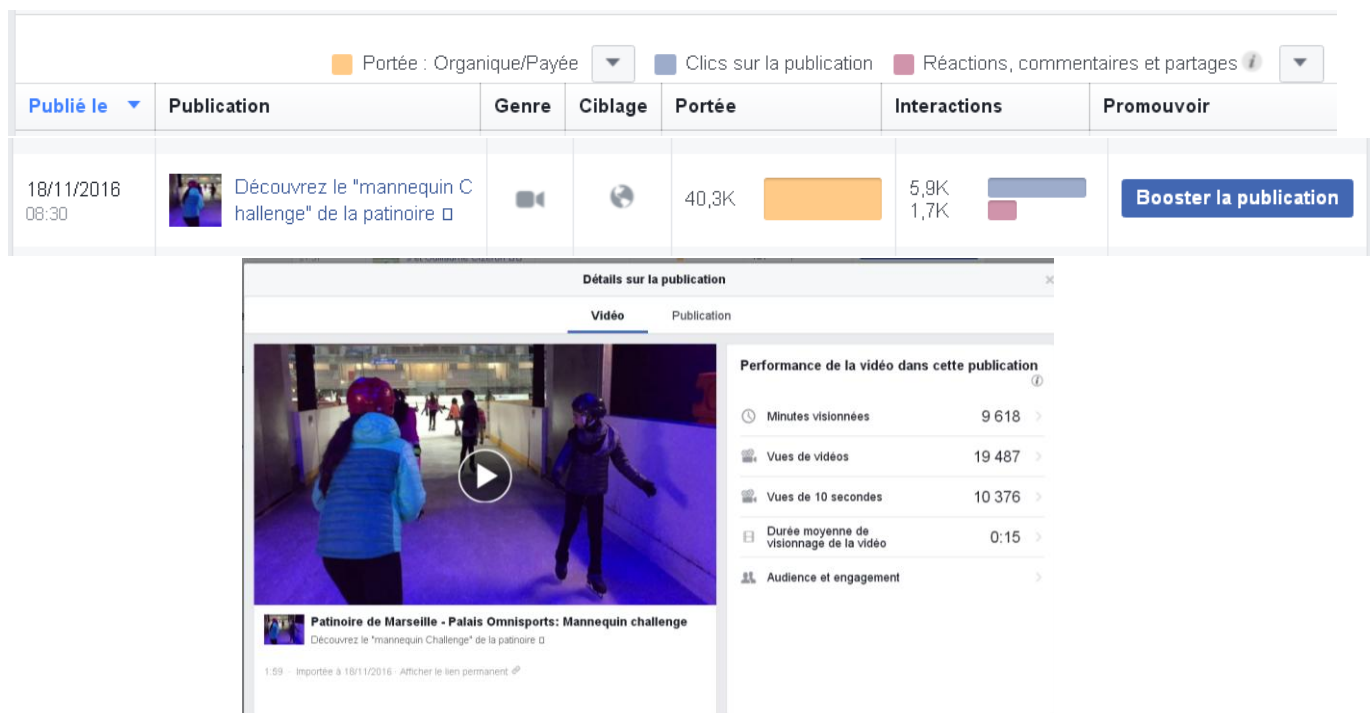 Portée : Organique/Payée Clics sur la publication Réactions, commentaires et partages i
Publié le Publication Genre Ciblage Portée Interactions Promouvoir
18/11/2016
08:30
Découvrez le "mannequin C
hallenge" de la patinoire
40,3K
5,9K
1,7K
Booster la publication
Détails sur la publication
Vidéo Publication
Performance de la vidéo dans cette publication
Minutes visionnées 9 618
Vues de vidéos 19 487
Vues de 10 secondes 10 376
Durée moyenne de
visionnage de la vidéo 0:15
Audience et engagement
Patinoire de Marseille - Palais Omnisports: Mannequin challenge
Découvrez le "mannequin Challenge" de la patinoire
1:59 · Importée à 18/11/2016 · Afficher le lien permanent